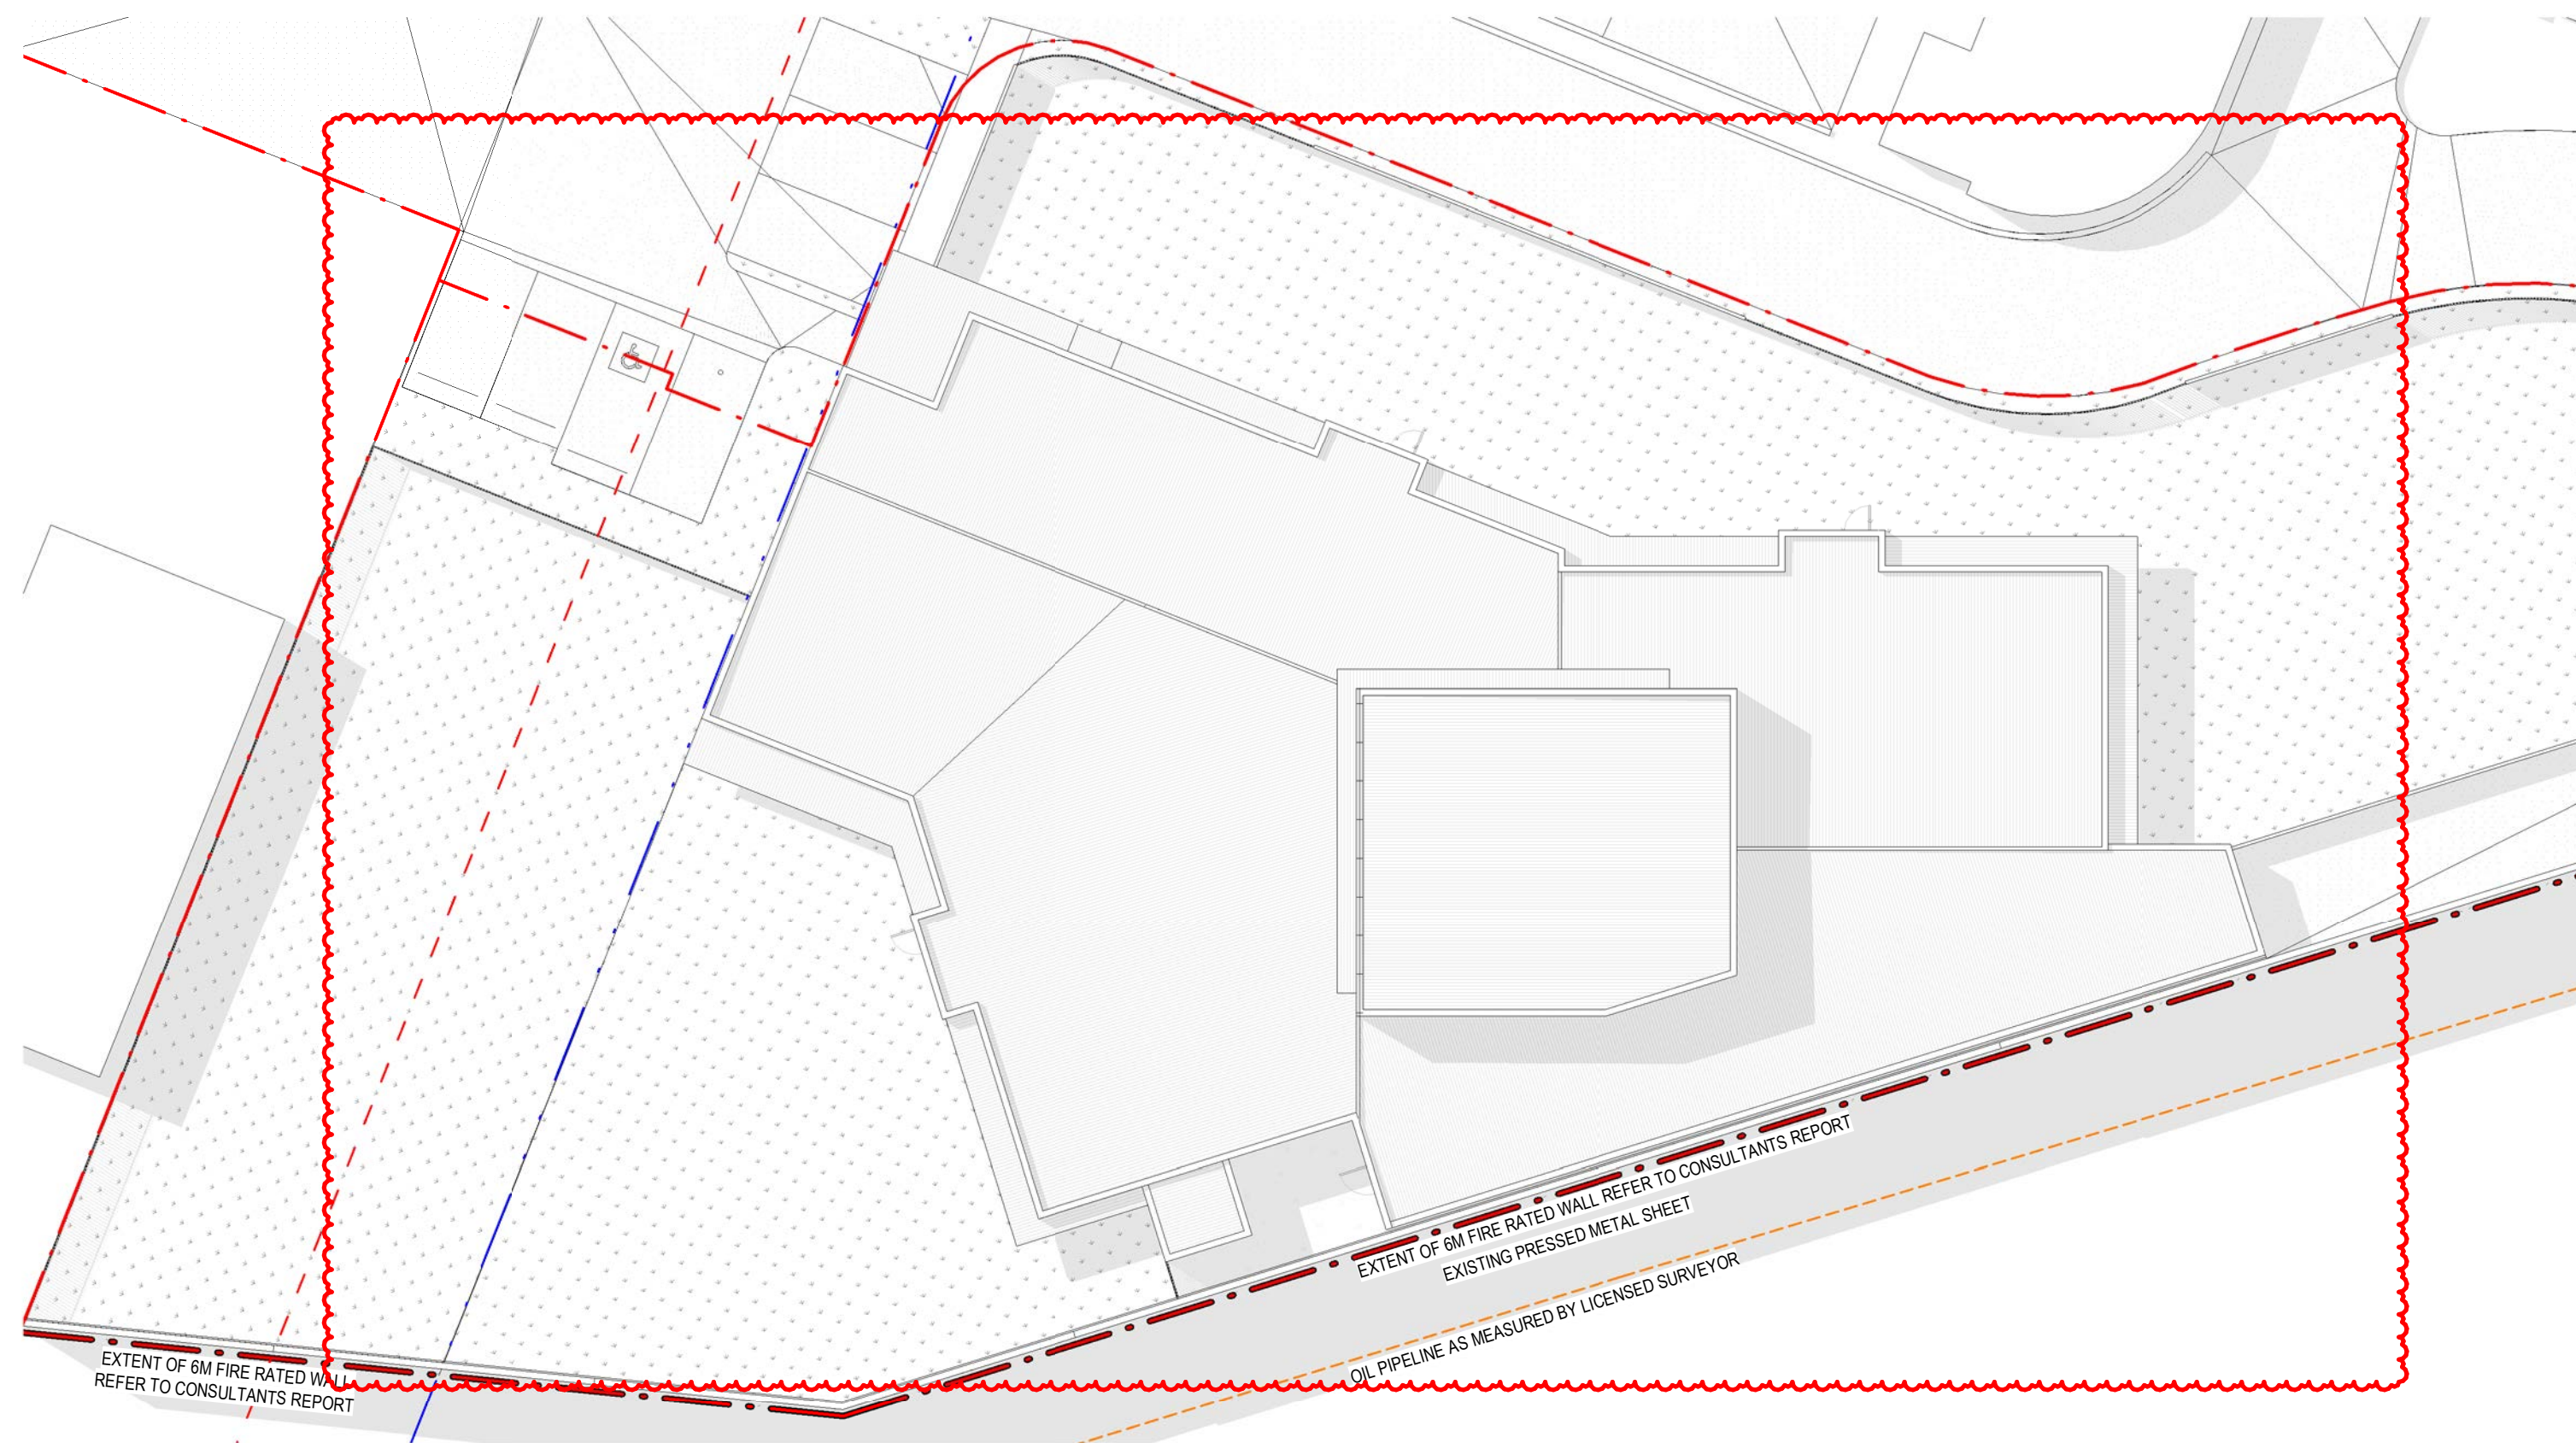 EXTENT OF 6M FIRE RATED WALL REFER TO CONSULTANTS REPORT
EXISTING PRESSED METAL SHEET
OIL PIPELINE AS MEASURED BY LICENSED SURVEYOR
EXTENT OF 6M FIRE RATED WALL
REFER TO CONSULTANTS REPORT